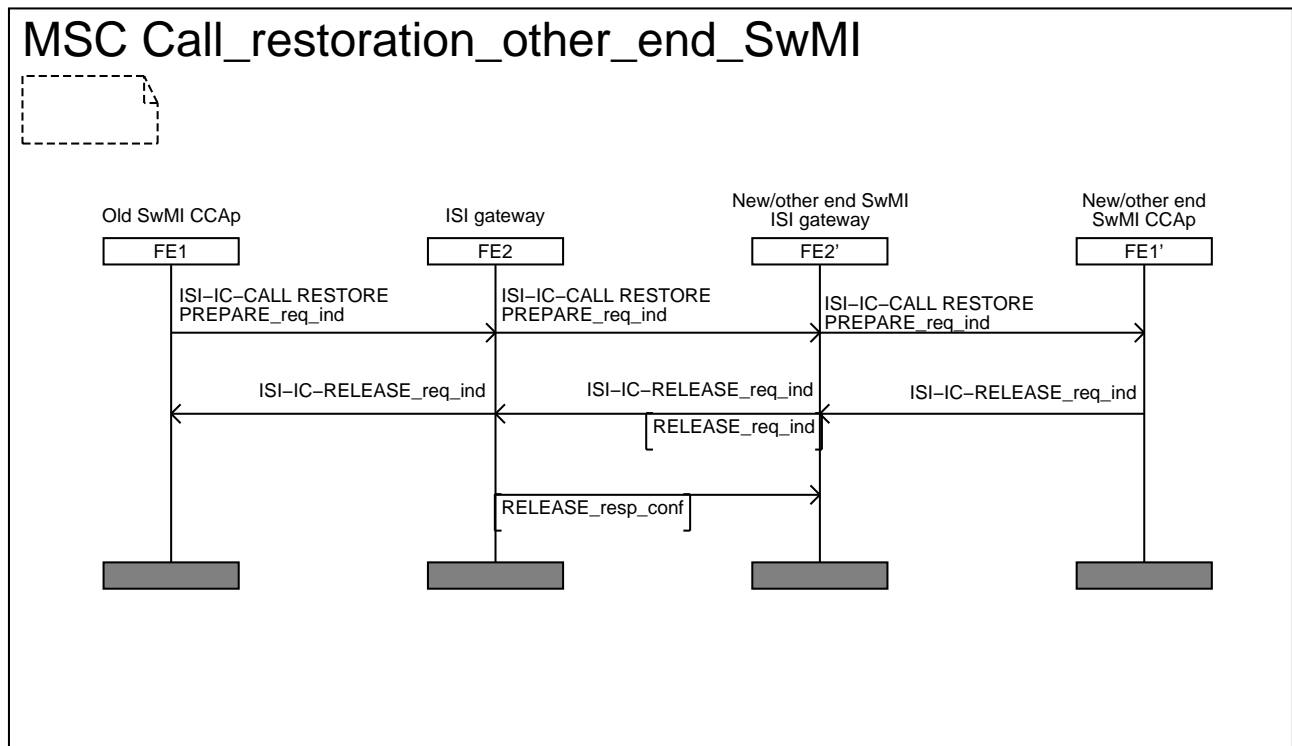 MSC Call_restoration_other_end_SwMI
Old SwMI CCAp
ISI gateway
New/other end SwMI
ISI gateway
New/other end
SwMI CCAp
FE1
FE2
FE2’
FE1’
ISI−IC−CALL RESTORE
PREPARE_req_ind
ISI−IC−CALL RESTORE
PREPARE_req_ind
ISI−IC−CALL RESTORE
PREPARE_req_ind
ISI−IC−RELEASE_req_ind
ISI−IC−RELEASE_req_ind
ISI−IC−RELEASE_req_ind
RELEASE_req_ind
RELEASE_resp_conf